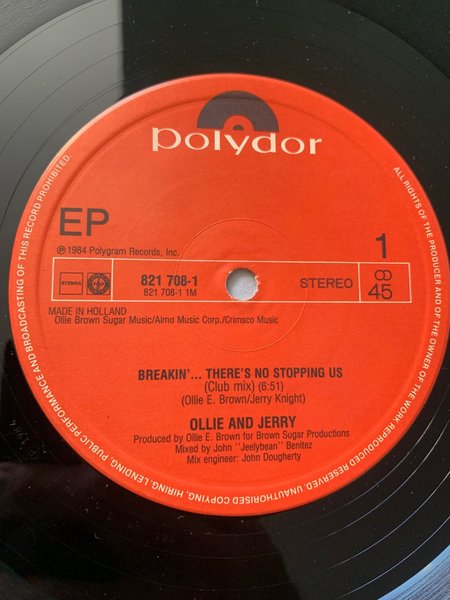 polydor
EP
1
℗ 1984 Polygram Records, Inc.
STEMRA
821 708-1
821 708-1 1M
STEREO
45
MADE IN HOLLAND
Ollie Brown Sugar Music/Almo Music Corp./Crimsco Music
BREAKIN'... THERE'S NO STOPPING US
(Club mix) (6:51)
(Ollie E. Brown/Jerry Knight)
OLLIE AND JERRY
Produced by Ollie E. Brown for Brown Sugar Productions
Mixed by John "Jeelybean" Benitez
Mix engineer: John Dougherty
ALL RIGHTS OF THE PRODUCER AND OF THE OWNER OF THE WORK REPRODUCED RESERVED. UNAUTHORISED COPYING, HIRING, LENDING, PUBLIC PERFORMANCE AND BROADCASTING OF THIS RECORD PROHIBITED.